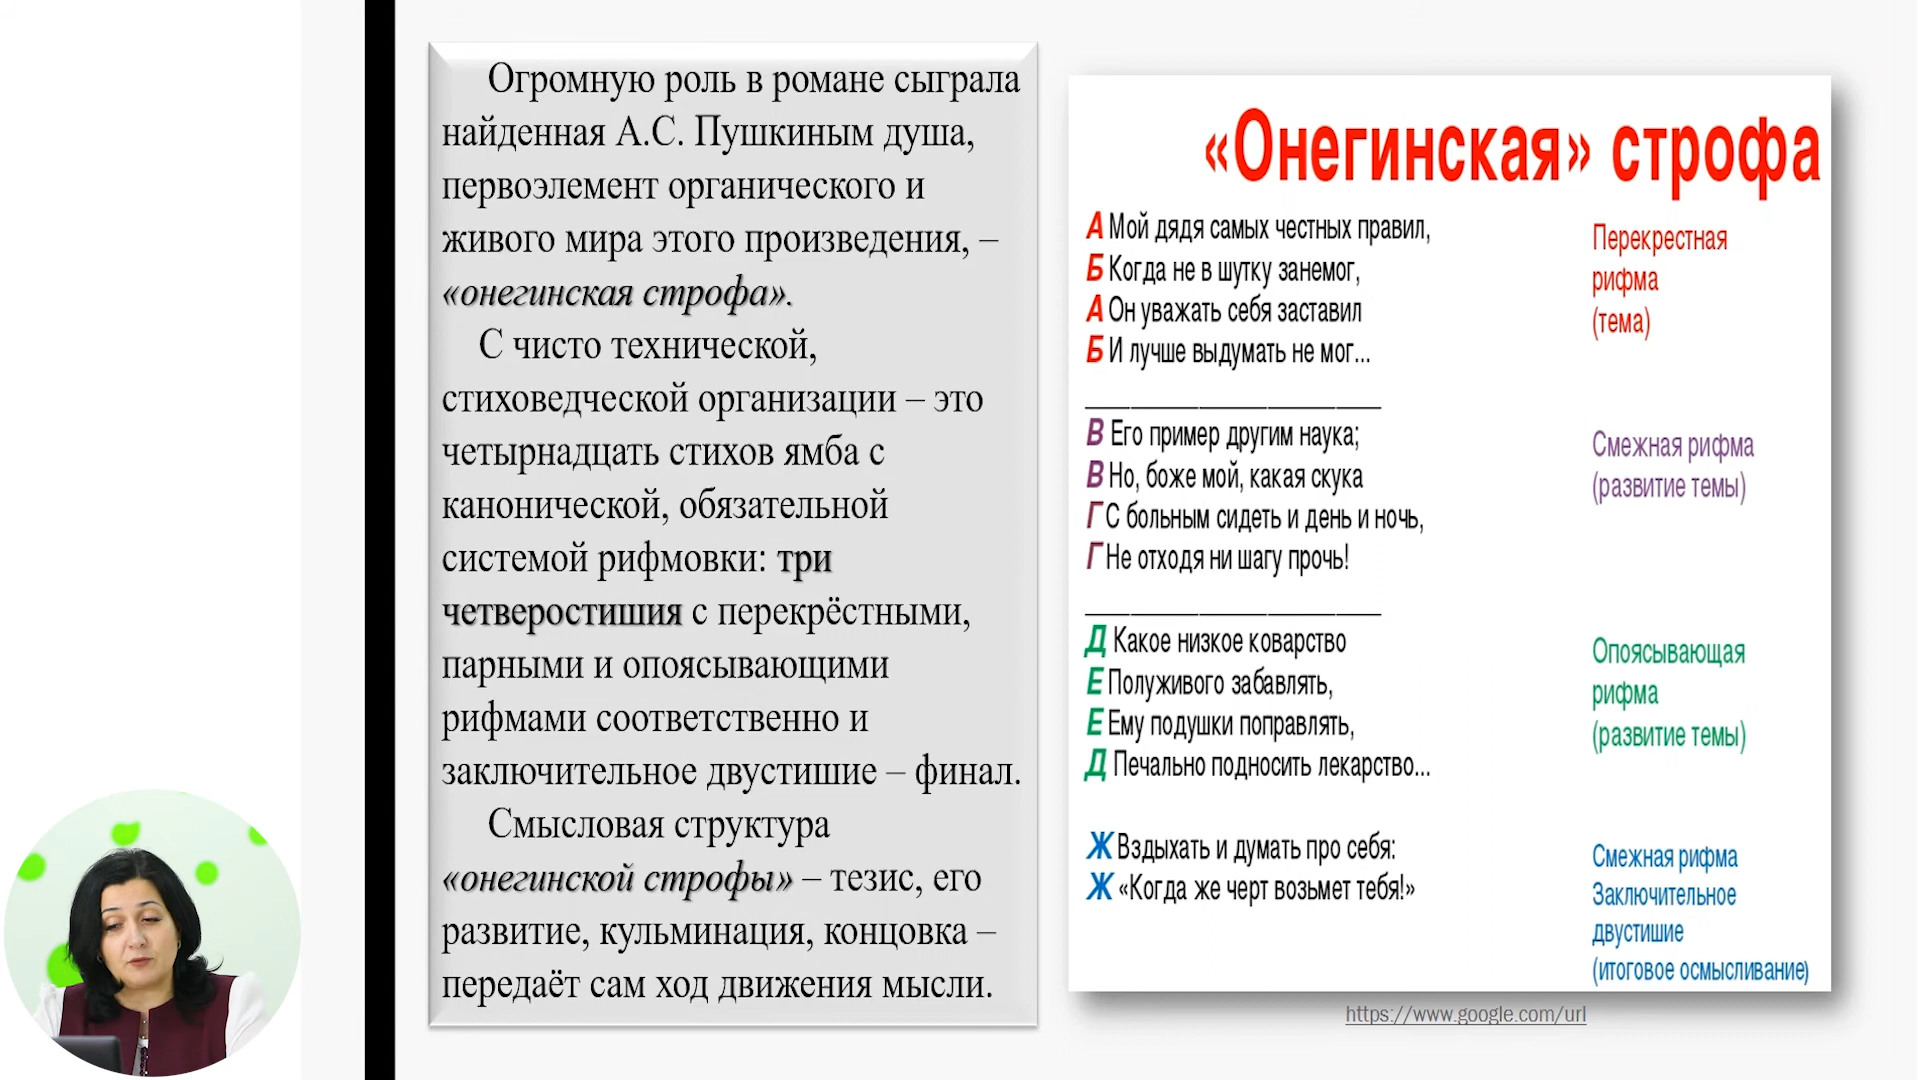 Огромную роль в романе сыграла
найденная А.С. Пушкиным душа,
первоэлемент органического и
живого мира этого произведения, –
«онегинская строфа».
С чисто технической,
стиховедческой организации – это
четырнадцать стихов ямба с
канонической, обязательной
системой рифмовки: три
четверостишия с перекрёстными,
парными и опоясывающими
рифмами соответственно и
заключительное двустишие – финал.
Смысловая структура
«онегинской строфы» – тезис, его
развитие, кульминация, концовка –
передаёт сам ход движения мысли.
«Онегинская» строфа
А Мой дядя самых честных правил,
Б Когда не в шутку занемог,
А Он уважать себя заставил
Б И лучше выдумать не мог...
Перекрестная
рифма
(тема)
В Его пример другим наука;
В Но, боже мой, какая скука
Г С больным сидеть и день и ночь,
Г Не отходя ни шагу прочь!
Смежная рифма
(развитие темы)
Д Какое низкое коварство
Е Полуживого забавлять,
Е Ему подушки поправлять,
Д Печально подносить лекарство...
Опоясывающая
рифма
(развитие темы)
Ж Вздыхать и думать про себя:
Ж «Когда же черт возьмет тебя!»
Смежная рифма
Заключительное
двустишие
(итоговое осмысливание)
https://www.google.com/url